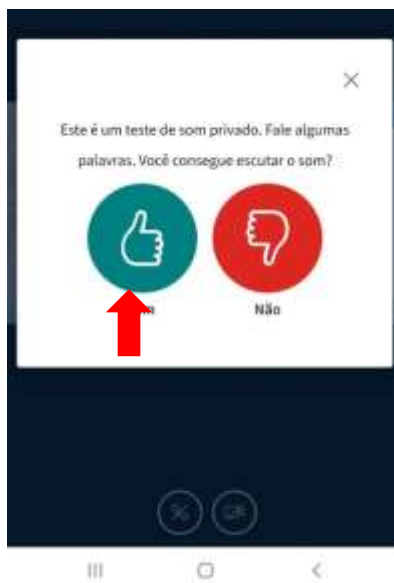 Este é um teste de som privado. Fale algumas
palavras. Você consegue escutar o som?
Não